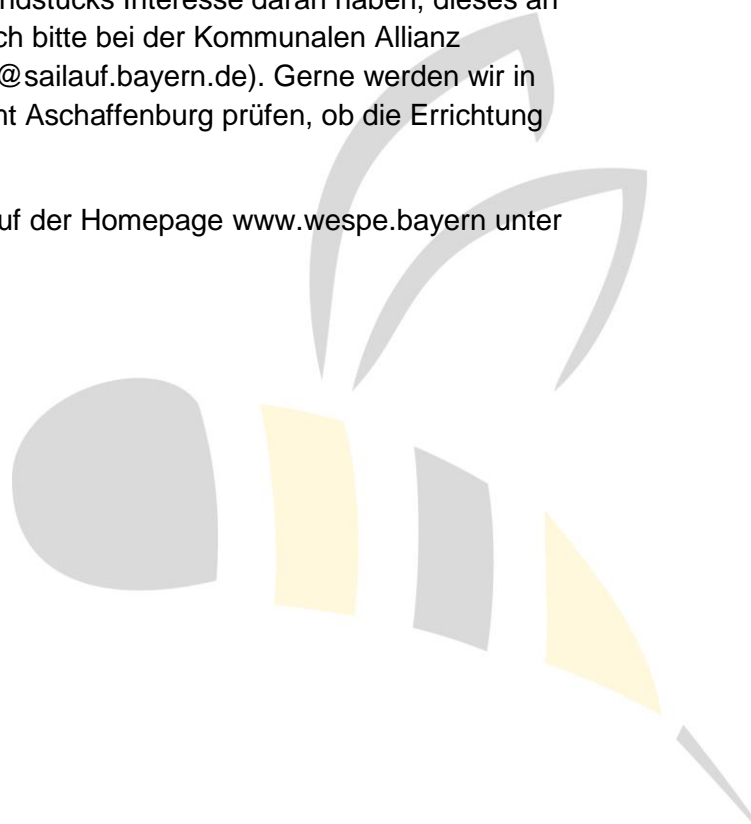 ndstücks Interesse daran haben, dieses an
ch bitte bei der Kommunalen Allianz
@sailauf.bayern.de). Gerne werden wir in
nt Aschaffenburg prüfen, ob die Errichtung
uf der Homepage www.wespe.bayern unter